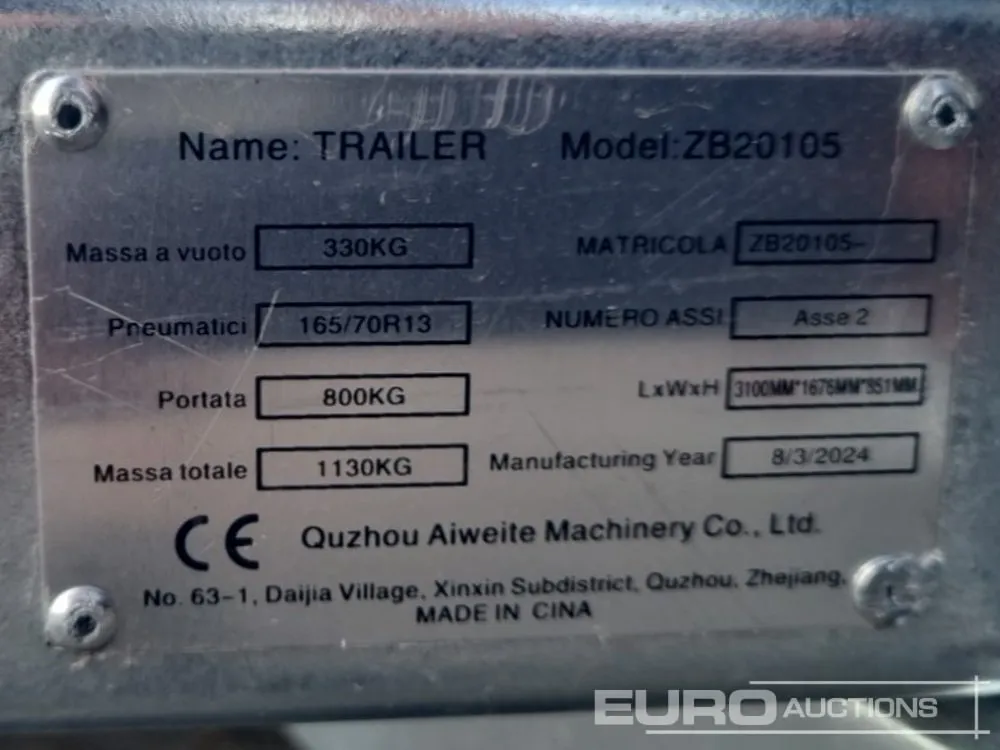 Name: TRAILER Model:ZB20105
Massa a vuoto 330KG MATRICOLA ZB20105-
Pneumatici 165/70R13 NUMERO ASSI Asse 2
Portata 800KG LxWxH 3100MM*1675MM*851MM
Massa totale 1130KG Manufacturing Year 8/3/2024
CE Quzhou Aiweite Machinery Co., Ltd.
No. 63-1, Daijia Village, Xinxin Subdistrict, Quzhou, Zhejiang,
MADE IN CINA
EURO AUCTIONS